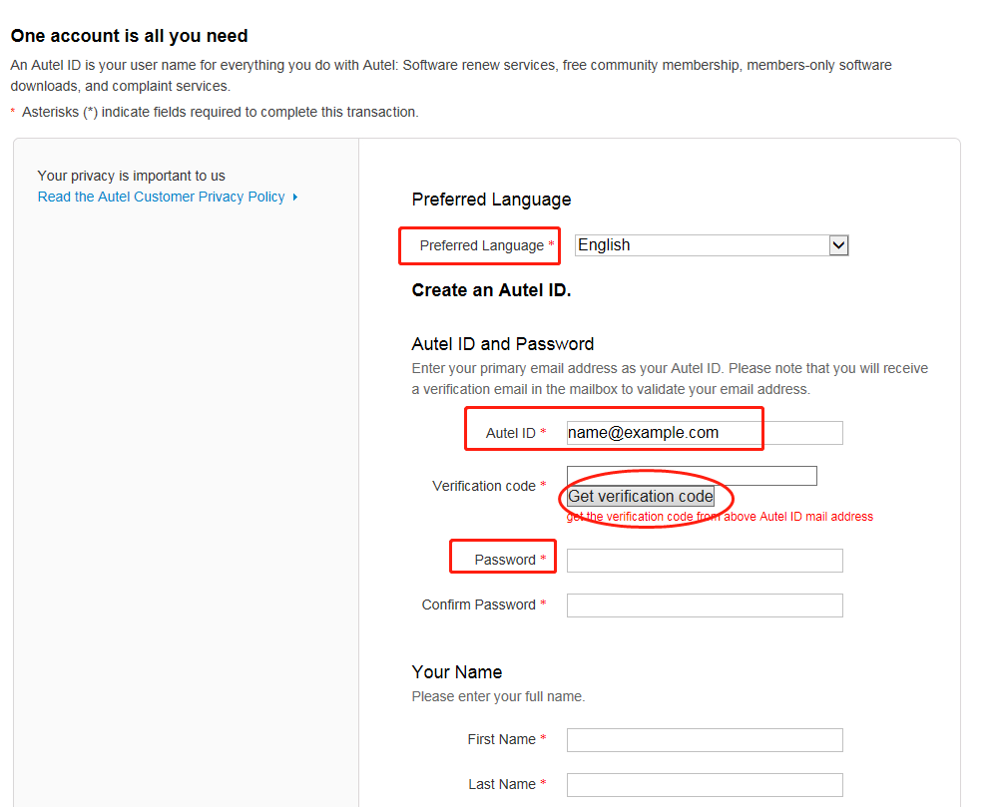 One account is all you need
An Autel ID is your user name for everything you do with Autel: Software renew services, free community membership, members-only software
downloads, and complaint services.
* Asterisks (*) indicate fields required to complete this transaction.
Your privacy is important to us
Read the Autel Customer Privacy Policy
Preferred Language
Preferred Language * English
Create an Autel ID.
Autel ID and Password
Enter your primary email address as your Autel ID. Please note that you will receive
a verification email in the mailbox to validate your email address.
Autel ID * name@example.com
Verification code *
Get verification code
get the verification code from above Autel ID mail address
Password *
Confirm Password *
Your Name
Please enter your full name.
First Name *
Last Name *